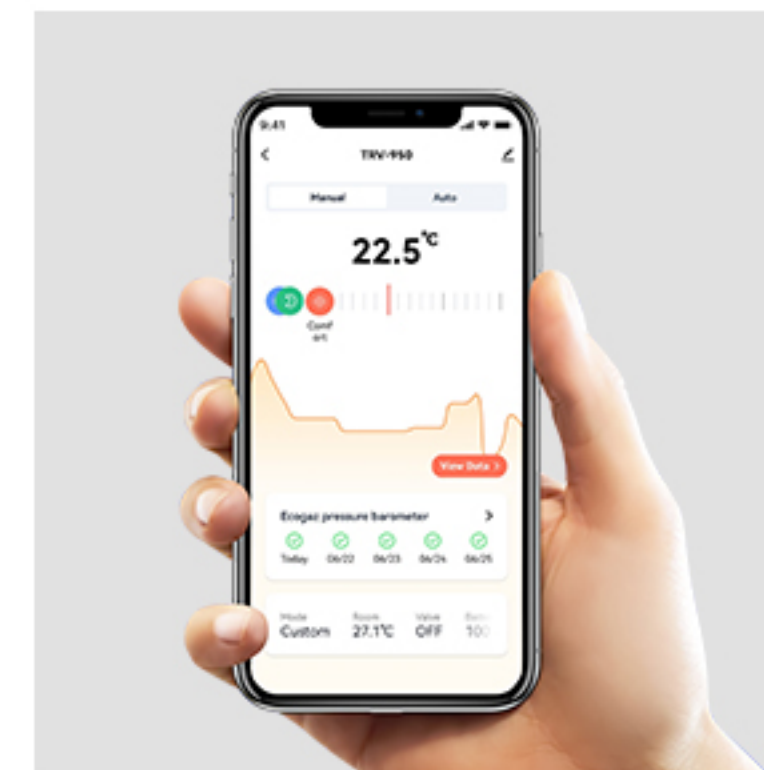 9:41
TRV-950
Manual Auto
22.5°C
Comf
ort
View Data >
Ecogaz pressure barometer >
Today 06/22 06/23 06/24 06/25
Mode Room Valve
Custom 27.1°C OFF 100